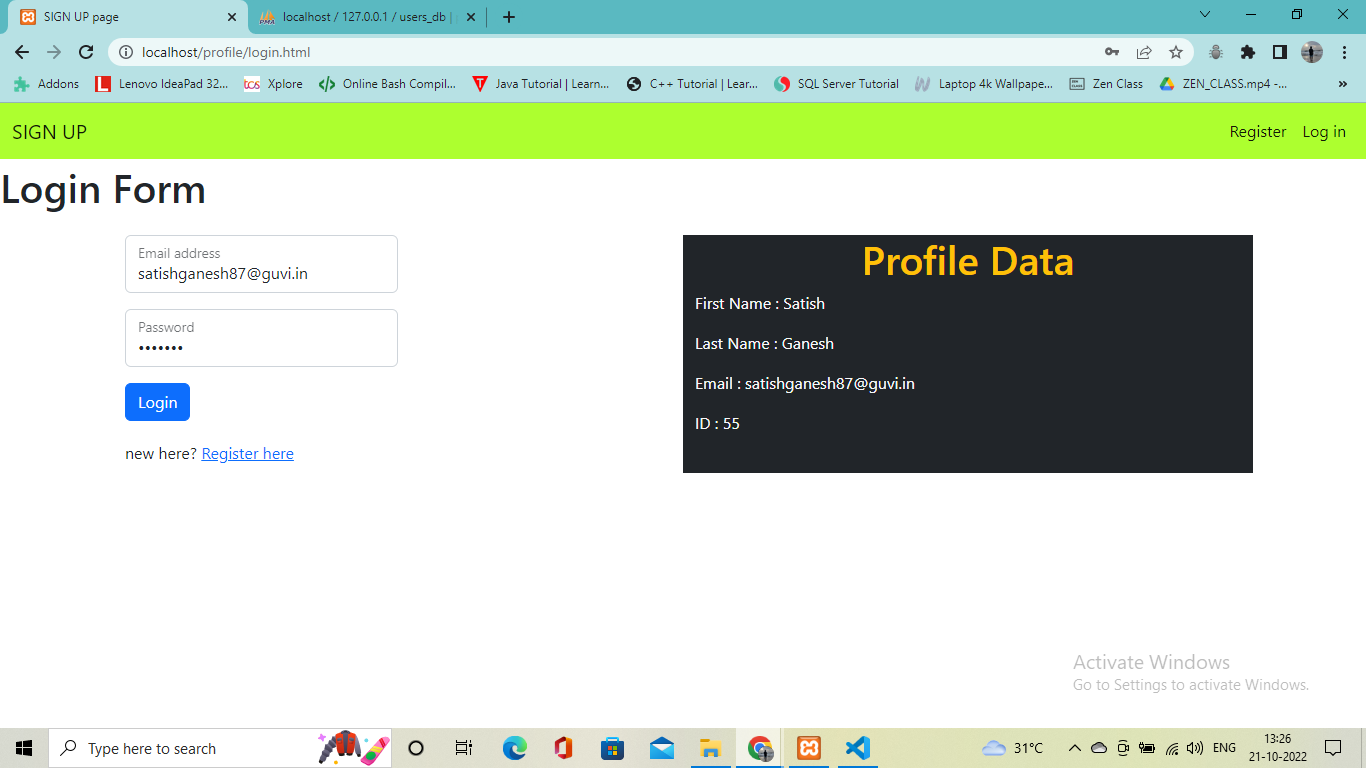 SIGN UP page
localhost / 127.0.0.1 / users_db |
localhost/profile/login.html
Addons
Lenovo IdeaPad 32...
tcs Xplore
Online Bash Compil...
Java Tutorial | Learn...
C++ Tutorial | Lear...
SQL Server Tutorial
Laptop 4k Wallpape...
Zen Class
ZEN_CLASS.mp4 -...
»
SIGN UP
Register
Log in
Login Form
Email address
satishganesh87@guvi.in
Password
•••••••
Login
new here? Register here
Profile Data
First Name : Satish
Last Name : Ganesh
Email : satishganesh87@guvi.in
ID : 55
Activate Windows
Go to Settings to activate Windows.
Type here to search
31°C
ENG
13:26
21-10-2022